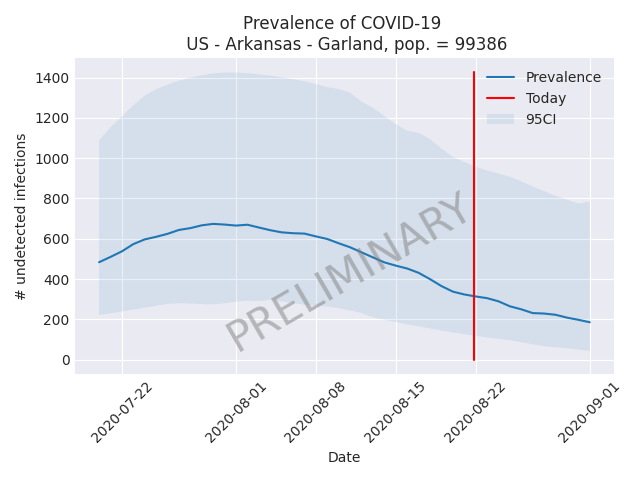 Prevalence of COVID-19
US - Arkansas - Garland, pop. = 99386
Prevalence
Today
95CI
1400
1200
1000
800
600
400
200
0
# undetected infections
PRELIMINARY
2020-07-22
2020-08-01
2020-08-08
2020-08-15
2020-08-22
2020-09-01
Date